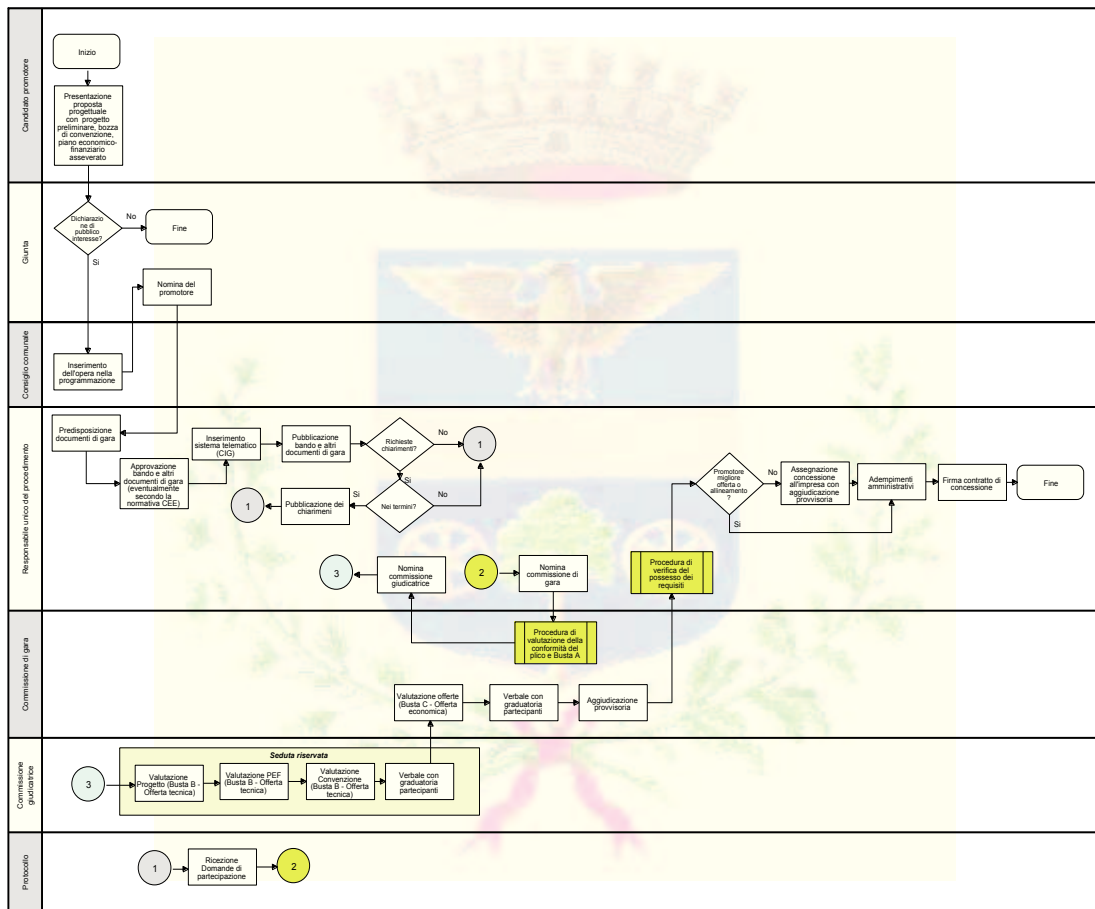 Candidato promotore
Inizio
Presentazione
proposta
progettuale
con progetto
preliminare, bozza
di convenzione,
piano economico-
finanziario
asseverato
Giunta
Dichiarazio
ne di
pubblico
interesse?
No
Fine
Si
Nomina del
promotore
Consiglio comunale
Inserimento
dell'opera nella
programmazione
Responsabile unico del procedimento
Predisposizione
documenti di gara
Approvazione
bando e altri
documenti di gara
(eventualmente
secondo la
normativa CEE)
Inserimento
sistema telematico
(CIG)
Pubblicazione
bando e altri
documenti di gara
Richieste
chiarimenti?
No
1
Si
Nei termini?
No
Si
Pubblicazione dei
chiarimeni
1
3
Nomina
commissione
giudicatrice
2
Nomina
commissione di
gara
Procedura di
verifica del
possesso dei
requisiti
Promotore
migliore
offerta o
allineamento
?
No
Si
Assegnazione
concessione
all'impresa con
aggiudicazione
provvisoria
Adempimenti
amministrativi
Firma contratto di
concessione
Fine
Commissione di gara
Procedura di
valutazione della
conformità del
plico e Busta A
Valutazione offerte
(Busta C - Offerta
economica)
Verbale con
graduatoria
partecipanti
Aggiudicazione
provvisoria
Commissione
giudicatrice
Seduta riservata
3
Valutazione
Progetto (Busta B -
Offerta tecnica)
Valutazione PEF
(Busta B - Offerta
tecnica)
Valutazione
Convenzione
(Busta B - Offerta
tecnica)
Verbale con
graduatoria
partecipanti
Protocollo
1
Ricezione
Domande di
partecipazione
2